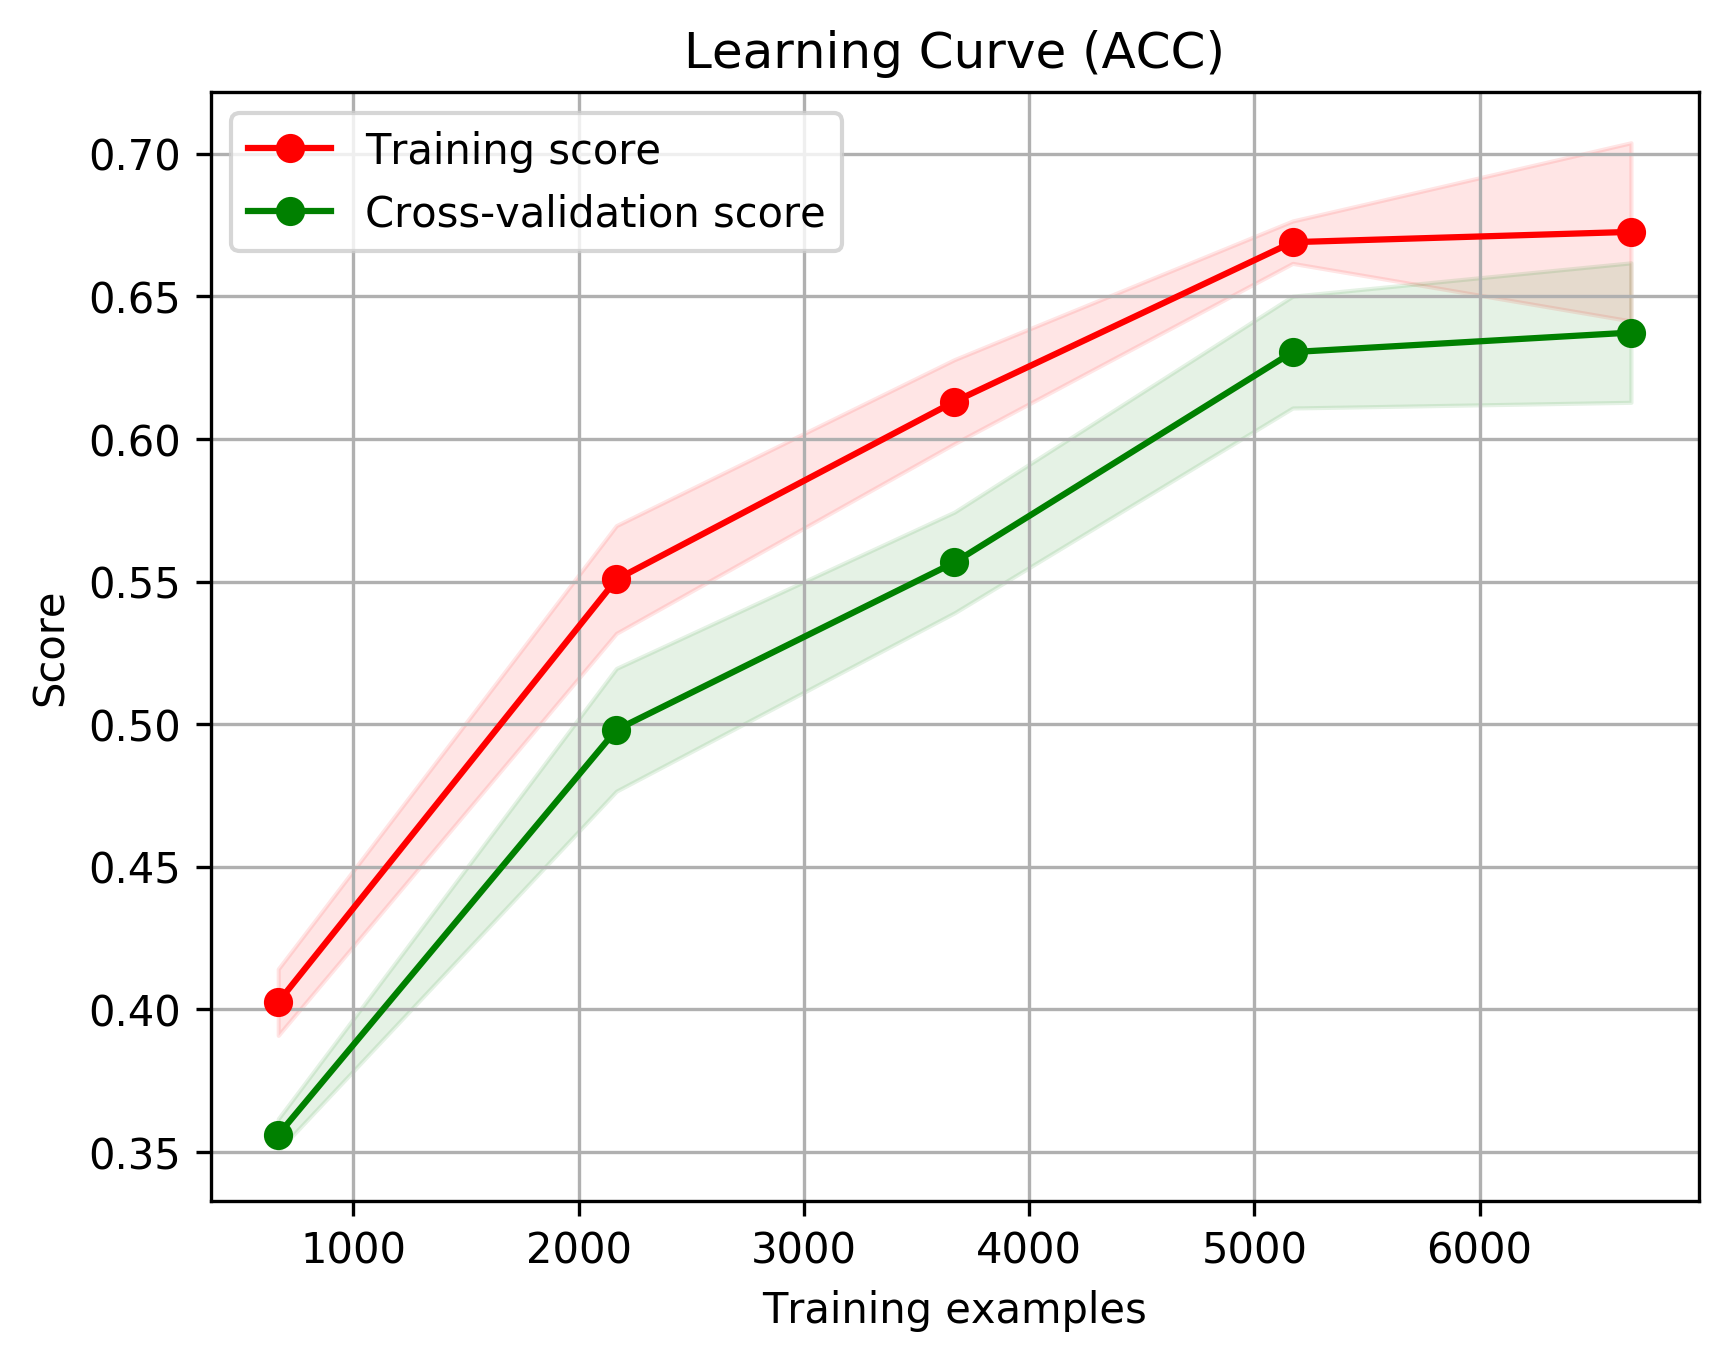 Learning Curve (ACC)
Training score
Cross-validation score
0.70
0.65
0.60
0.55
0.50
0.45
0.40
0.35
Score
1000 2000 3000 4000 5000 6000
Training examples